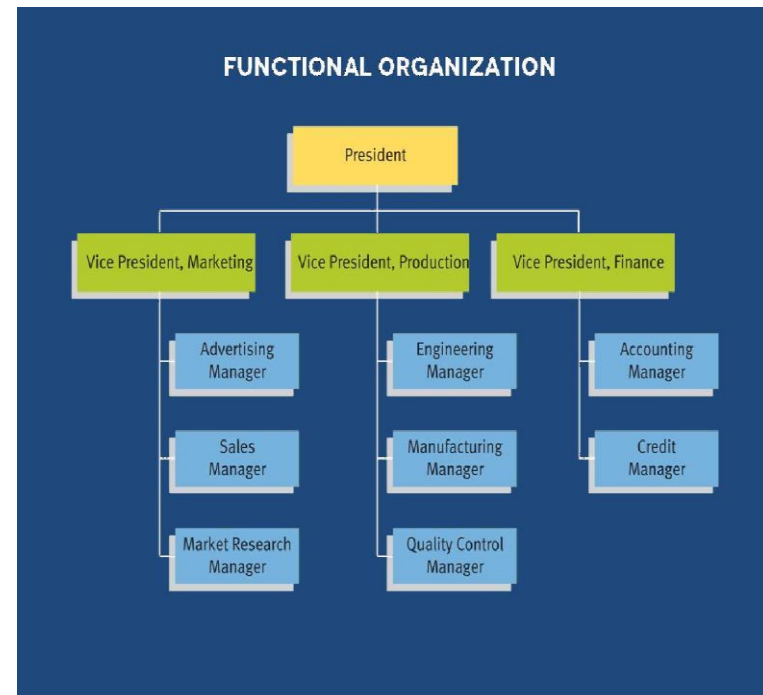 FUNCTIONAL ORGANIZATION
President
Vice President, Marketing
Vice President, Production
Vice President, Finance
Advertising
Manager
Engineering
Manager
Accounting
Manager
Sales
Manager
Manufacturing
Manager
Credit
Manager
Market Research
Manager
Quality Control
Manager